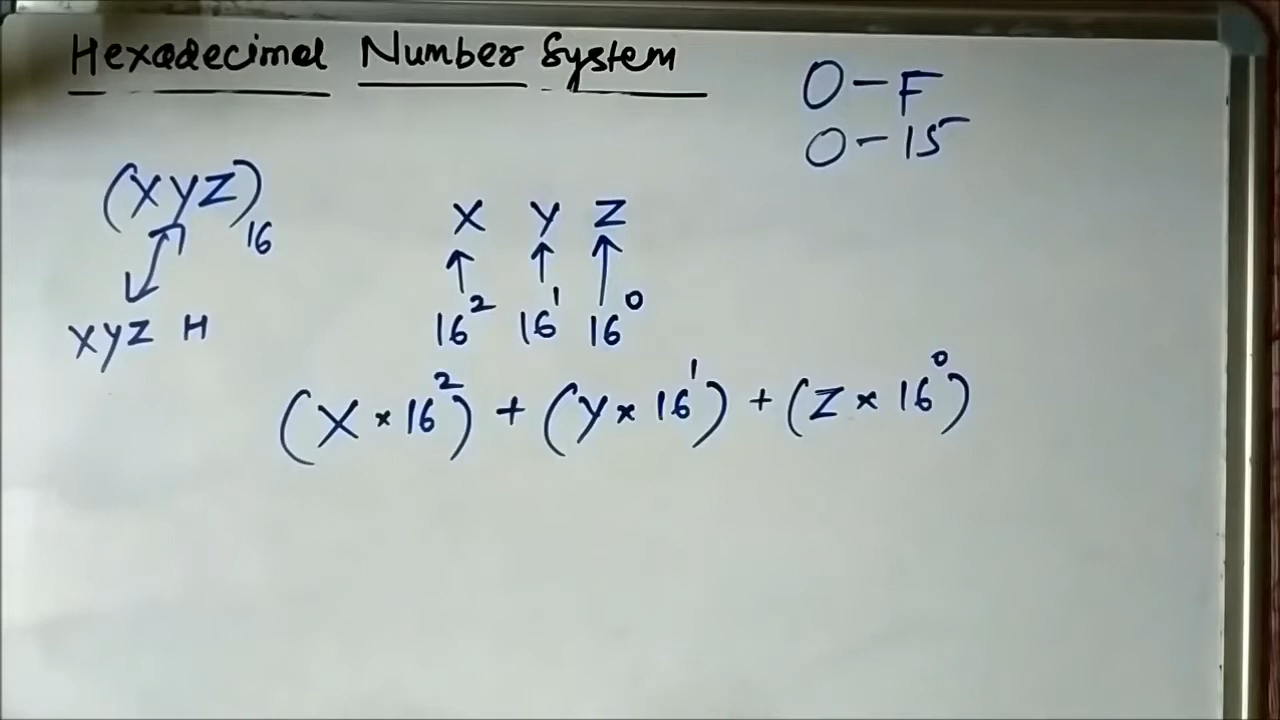 Hexadecimal Number System
0-F
0-15
(XYZ)16
XYZ H
X Y Z
16² 16¹ 16⁰
(X × 16²) + (Y × 16¹) + (Z × 16⁰)